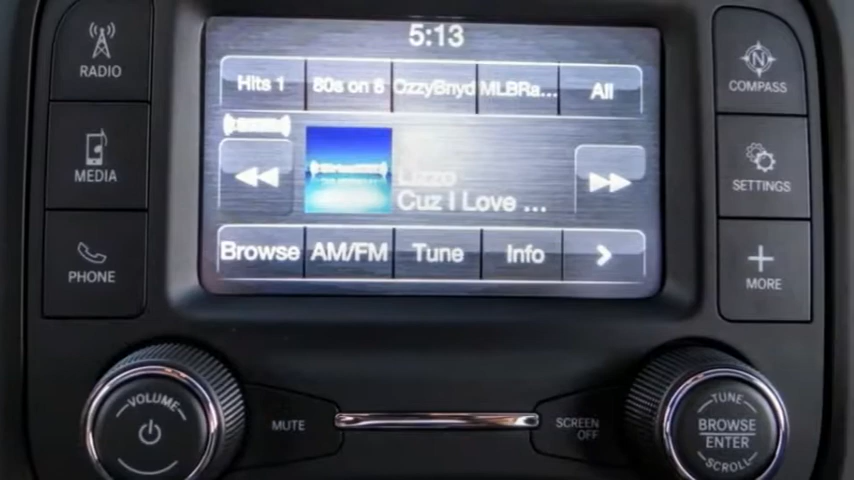 5:13
RADIO
Hits 1
80s on 8
OzzyBnyd
MLBRa...
All
COMPASS
MEDIA
Lizzo
Cuz I Love ...
SETTINGS
PHONE
Browse
AM/FM
Tune
Info
MORE
VOLUME
MUTE
SCREEN
OFF
TUNE
BROWSE
ENTER
SCROLL